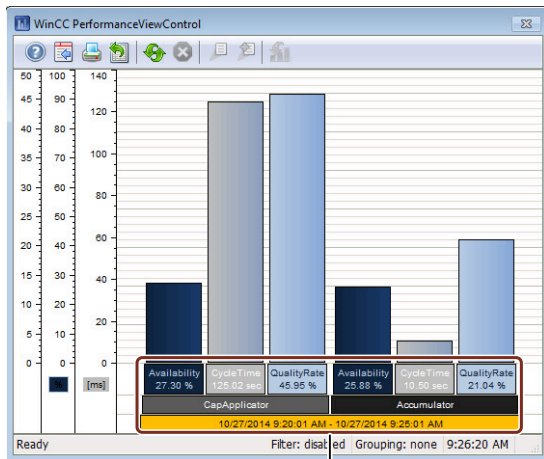 WinCC PerformanceViewControl
50 100 140
45 90 120
40 80
35 70 100
30 60 80
25 50
20 40 60
15 30 40
10 20
5 10 20
0 0 0
% [ms]
Availability CycleTime QualityRate Availability CycleTime QualityRate
27.30 % 125.02 sec 45.95 % 25.88 % 10.50 sec 21.04 %
CapApplicator Accumulator
10/27/2014 9:20:01 AM - 10/27/2014 9:25:01 AM
Ready Filter: disabled Grouping: none 9:26:20 AM